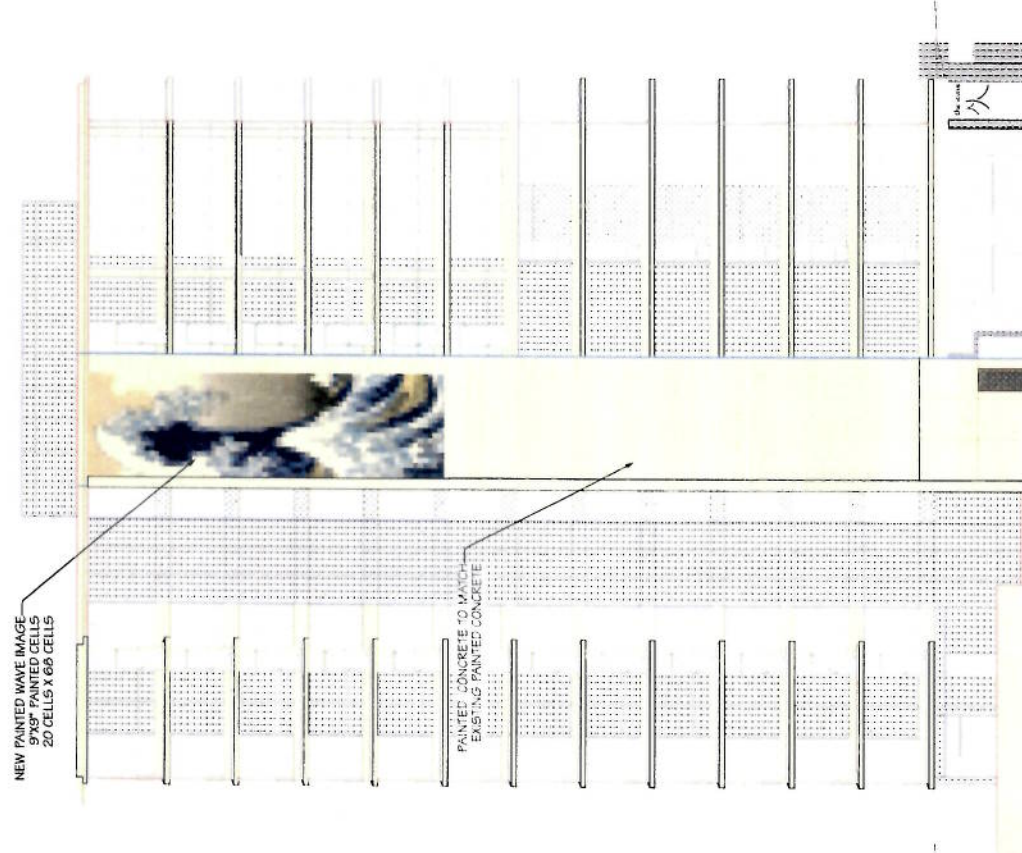 NEW PAINTED WAVE IMAGE
9"X9" PAINTED CELLS
20 CELLS X 68 CELLS
PAINTED CONCRETE TO MATCH
EXISTING PAINTED CONCRETE